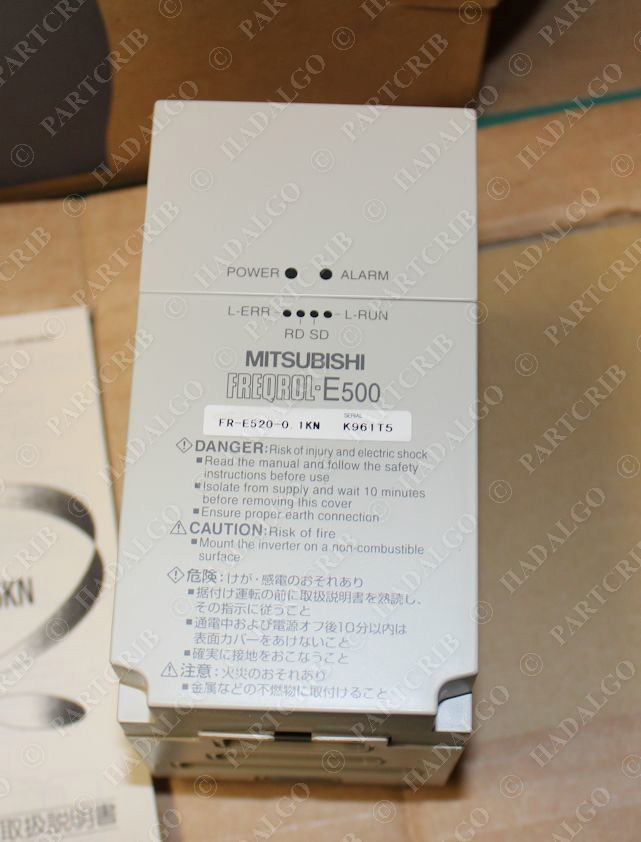 POWER ALARM
L-ERR L-RUN
RD SD
MITSUBISHI
FREQROL-E500
SERIAL
FR-E520-0.1KN K961T5
DANGER:Risk of injury and electric shock
Read the manual and follow the safety
instructions before use
Isolate from supply and wait 10 minutes
before removing this cover
Ensure proper earth connection
CAUTION:Risk of fire
Mount the inverter on a non-combustible
surface
危険：けが・感電のおそれあり
据付け運転の前に取扱説明書を熟読し、
その指示に従うこと
通電中および電源オフ後10分以内は
表面カバーをあけないこと
確実に接地をおこなうこと
注意：火災のおそれあり
金属などの不燃物に取付けること
KN
取扱説明書
© HADALGO
© PARTCRIB